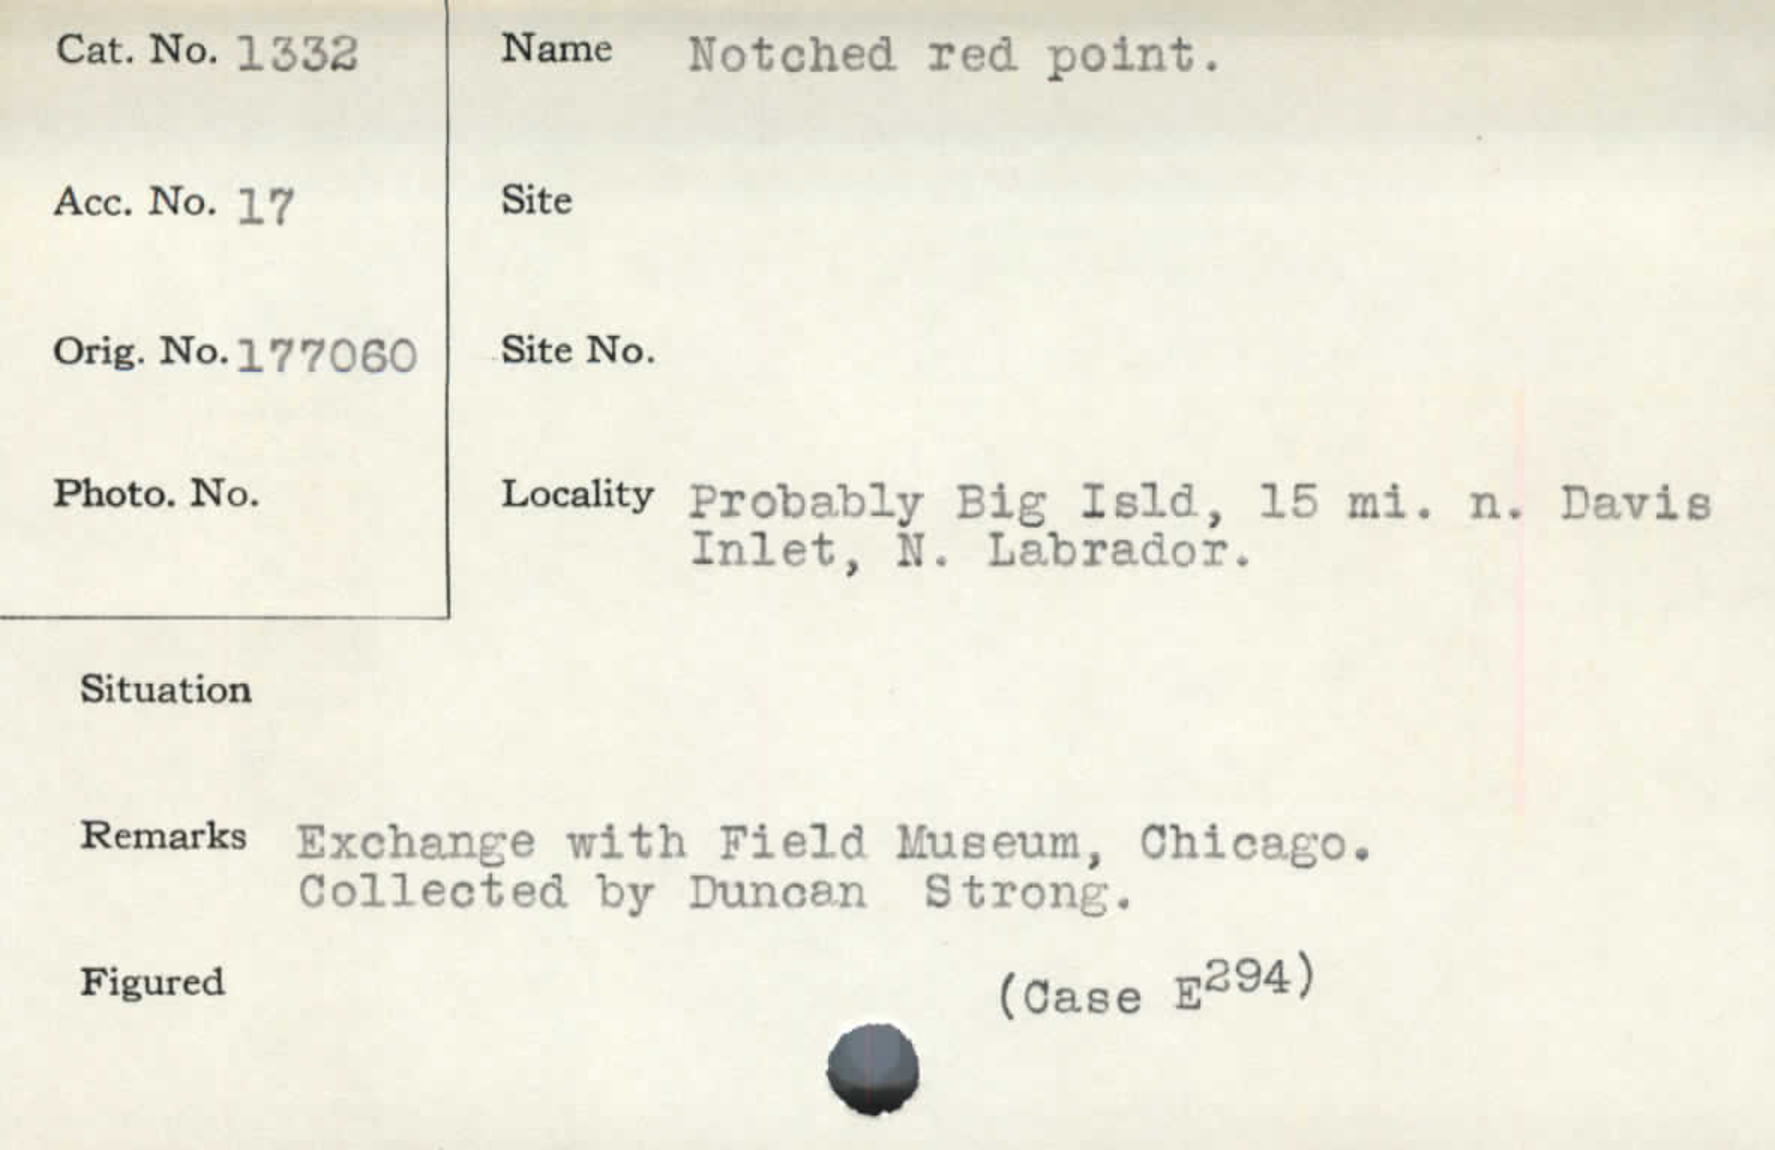 Cat. No. 1332
Name Notched red point.
Acc. No. 17
Site
Orig. No. 177060
Site No.
Photo. No.
Locality Probably Big Isld, 15 mi. n. Davis
Inlet, N. Labrador.
Situation
Remarks Exchange with Field Museum, Chicago.
Collected by Duncan Strong.
Figured
(Case E294)